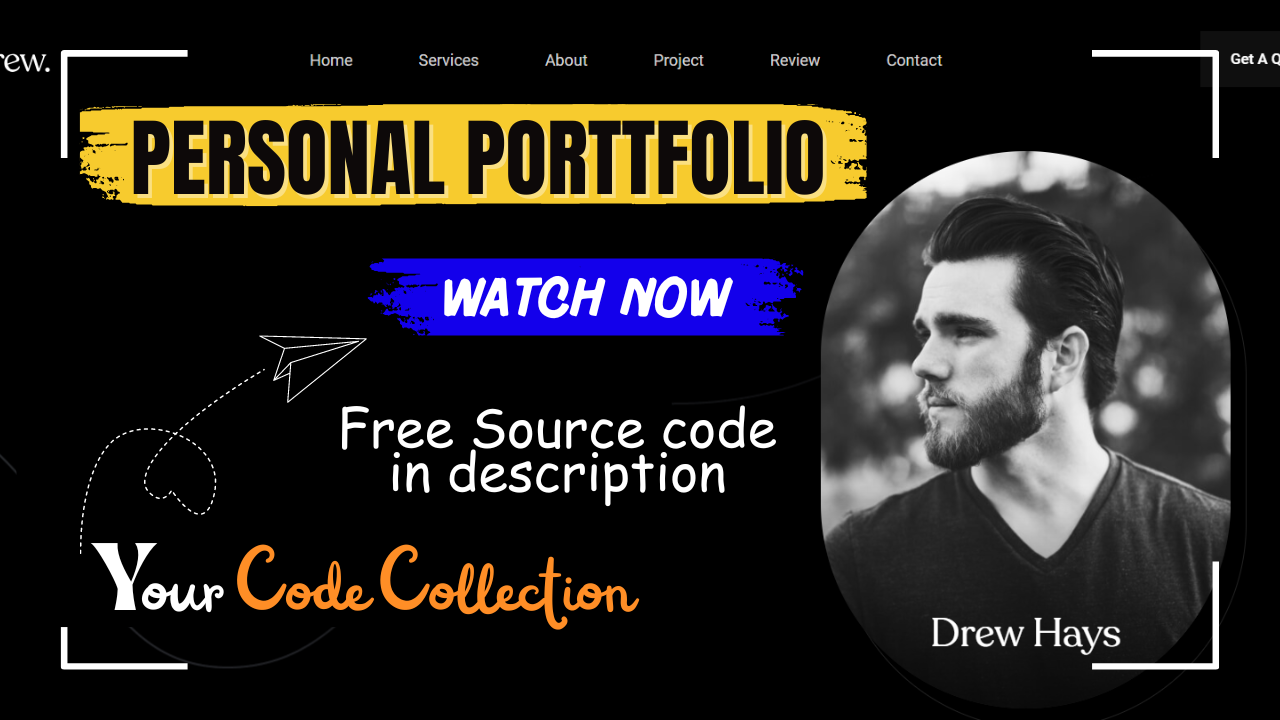 rew.
Home Services About Project Review Contact
Get A Q
PERSONAL PORTTFOLIO
WATCH NOW
Free Source code
in description
Your Code Collection
Drew Hays